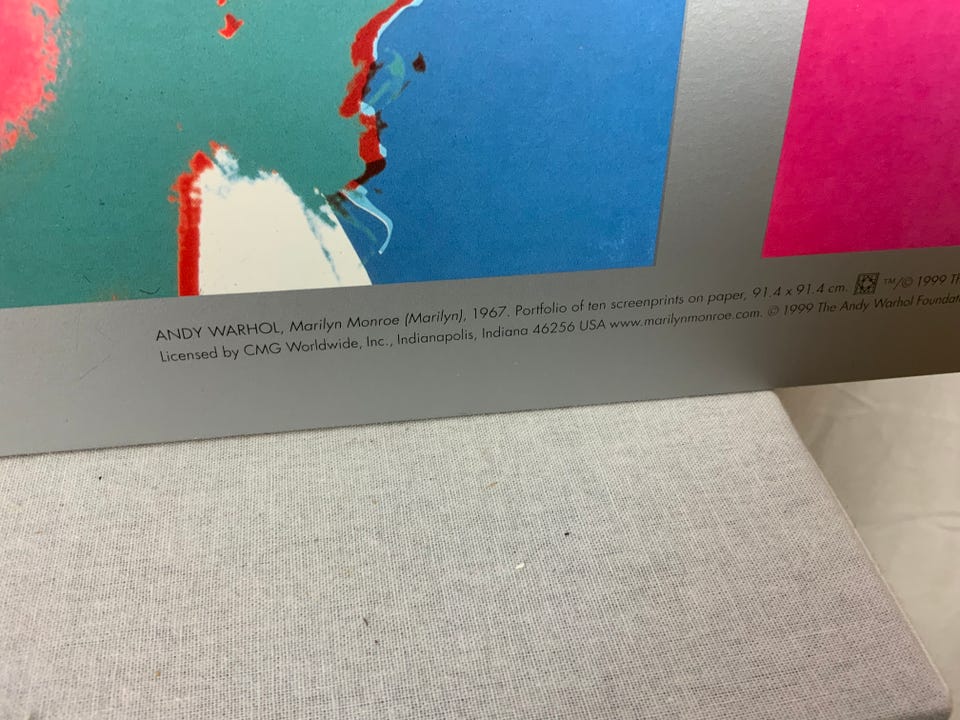 ANDY WARHOL, Marilyn Monroe (Marilyn), 1967. Portfolio of ten screenprints on paper, 91.4 x 91.4 cm. ™/© 1999
Licensed by CMG Worldwide, Inc., Indianapolis, Indiana 46256 USA www.marilynmonroe.com. © 1999 The Andy Warhol